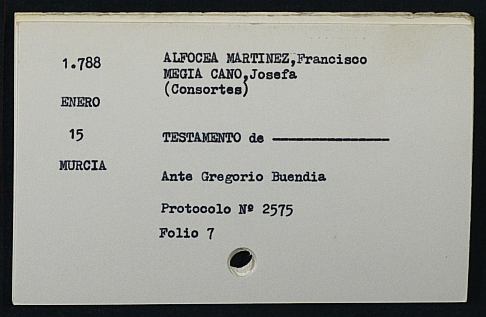 1.788
ALFOCEA MARTINEZ,Francisco
MEGIA CANO,Josefa
(Consortes)
ENERO
15
TESTAMENTO de ----------------
MURCIA
Ante Gregorio Buendia
Protocolo Nº 2575
Folio 7